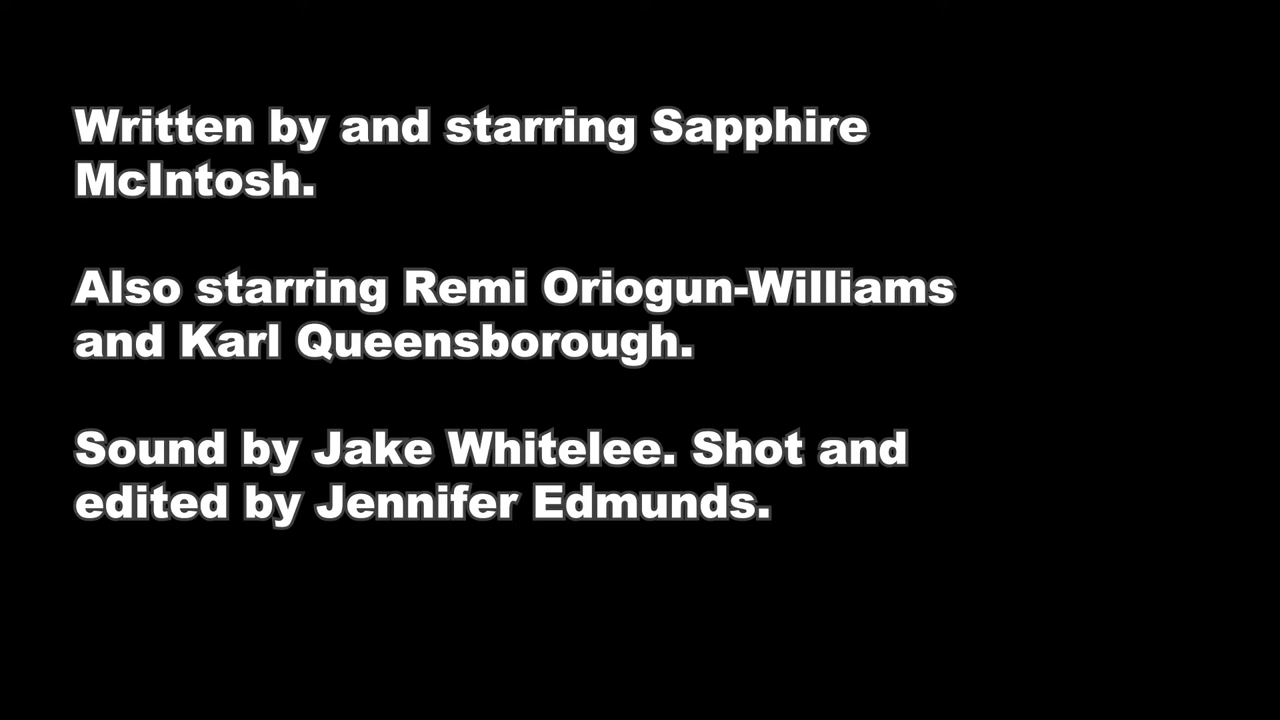 Written by and starring Sapphire
McIntosh.
Also starring Remi Oriogun-Williams
and Karl Queensborough.
Sound by Jake Whitelee. Shot and
edited by Jennifer Edmunds.